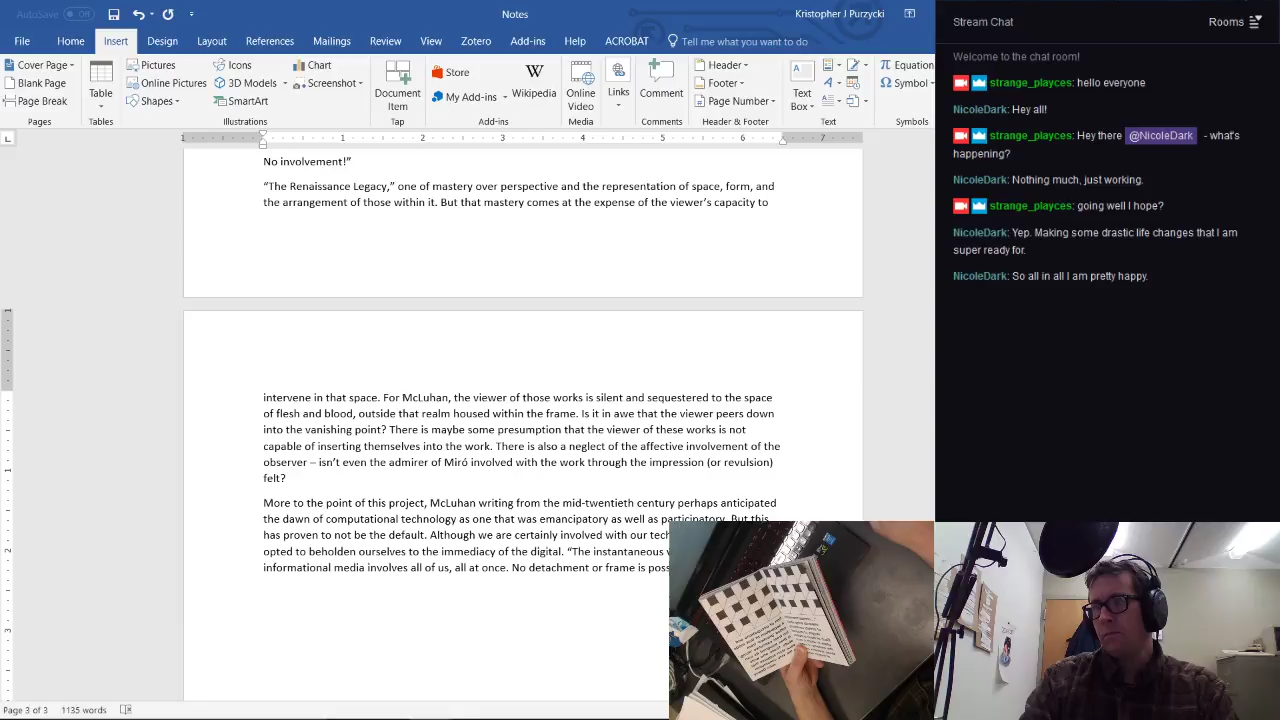 AutoSave Off
Notes
Kristopher J Purzycki
File Home Insert Design Layout References Mailings Review View Zotero Add-ins Help ACROBAT Tell me what you want to do
Cover Page
Blank Page
Page Break
Pages
Table
Tables
Pictures
Online Pictures
Shapes
Icons
3D Models
SmartArt
Chart
Screenshot
Illustrations
Document
Item
Tap
Store
My Add-ins
Wikipedia
Add-ins
Online
Video
Media
Links
Comment
Comments
Header
Footer
Page Number
Header & Footer
Text
Box
Text
Equation
Symbol
Symbols
1 1 2 3 4 5 6 7
No involvement!”
“The Renaissance Legacy,” one of mastery over perspective and the representation of space, form, and
the arrangement of those within it. But that mastery comes at the expense of the viewer’s capacity to
intervene in that space. For McLuhan, the viewer of those works is silent and sequestered to the space
of flesh and blood, outside that realm housed within the frame. Is it in awe that the viewer peers down
into the vanishing point? There is maybe some presumption that the viewer of these works is not
capable of inserting themselves into the work. There is also a neglect of the affective involvement of the
observer – isn’t even the admirer of Miró involved with the work through the impression (or revulsion)
felt?
More to the point of this project, McLuhan writing from the mid-twentieth century perhaps anticipated
the dawn of computational technology as one that was emancipatory as well as participatory. But this
has proven to not be the default. Although we are certainly involved with our tech
opted to beholden ourselves to the immediacy of the digital. “The instantaneous
informational media involves all of us, all at once. No detachment or frame is poss
1
1
2
3
Page 3 of 3 1135 words
Stream Chat
Rooms
Welcome to the chat room!
strange_playces: hello everyone
NicoleDark: Hey all!
strange_playces: Hey there @NicoleDark - what's
happening?
NicoleDark: Nothing much, just working.
strange_playces: going well I hope?
NicoleDark: Yep. Making some drastic life changes that I am
super ready for.
NicoleDark: So all in all I am pretty happy.